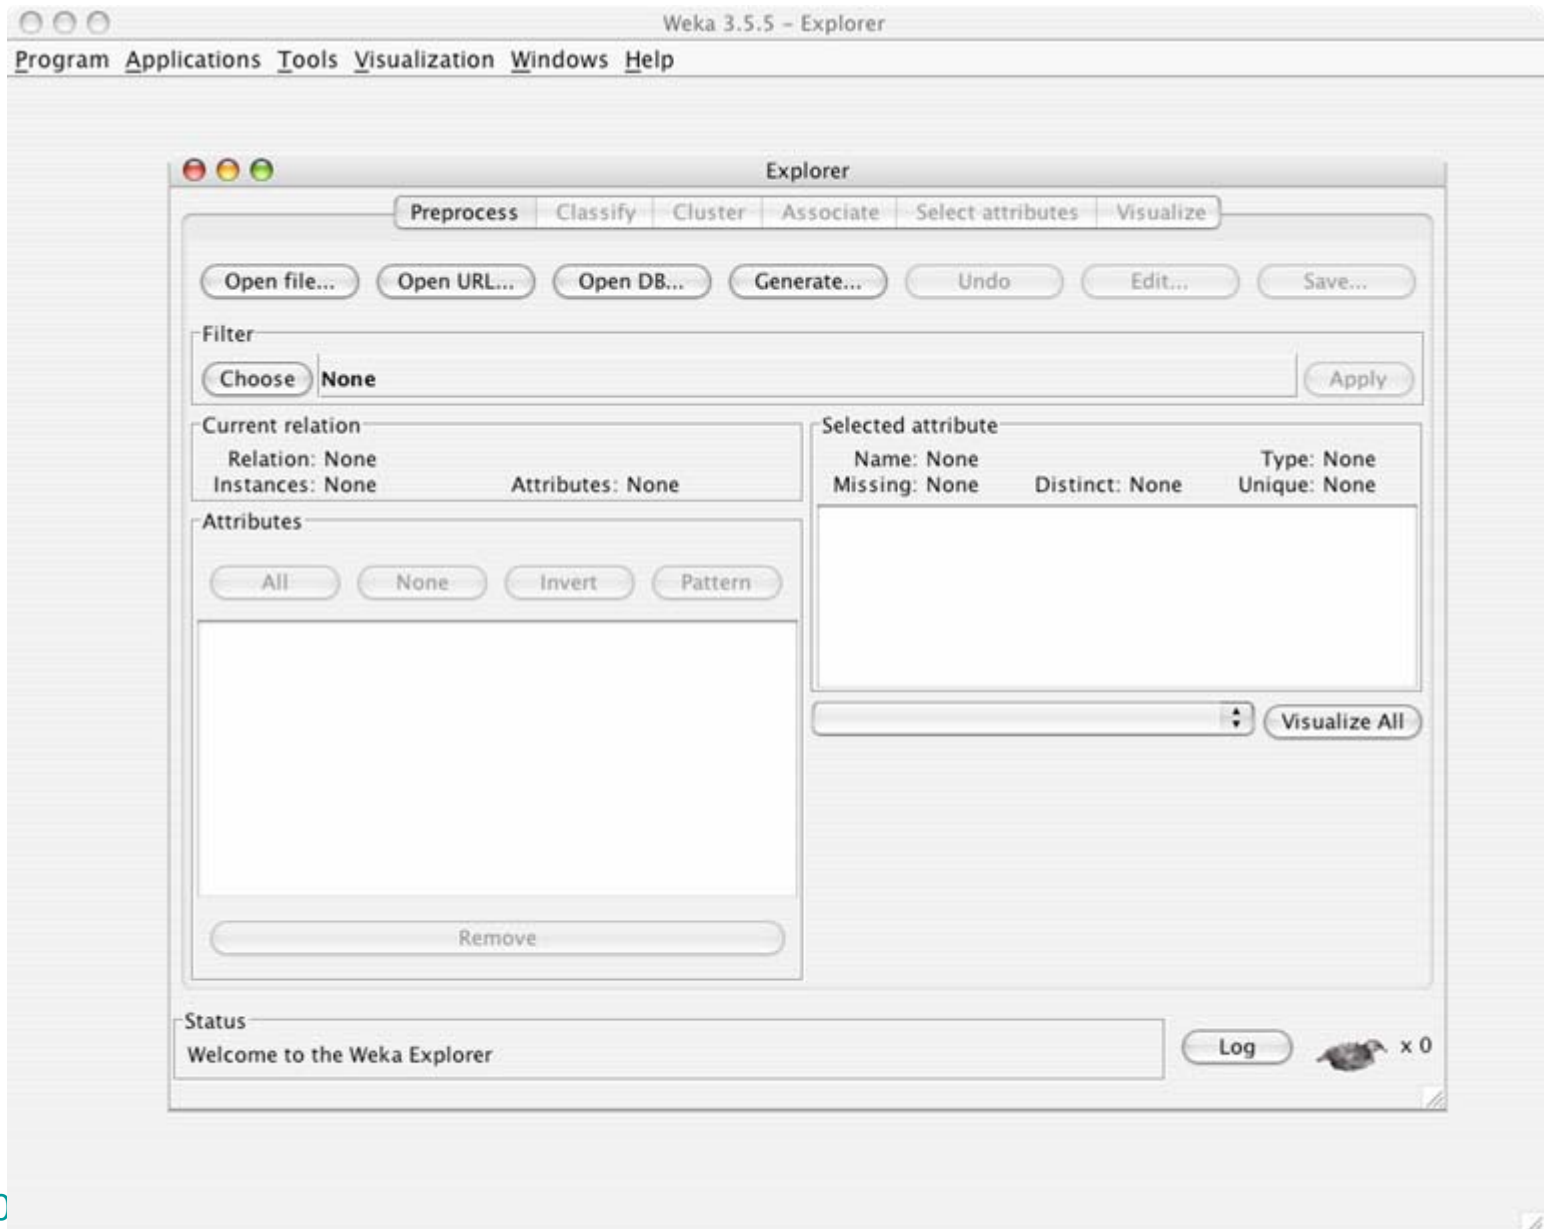 Weka 3.5.5 – Explorer
Program Applications Tools Visualization Windows Help
Explorer
Preprocess Classify Cluster Associate Select attributes Visualize
Open file... Open URL... Open DB... Generate... Undo Edit... Save...
Filter
Choose None Apply
Current relation
Relation: None
Instances: None Attributes: None
Selected attribute
Name: None Type: None
Missing: None Distinct: None Unique: None
Attributes
All None Invert Pattern
Visualize All
Remove
Status
Welcome to the Weka Explorer
Log x 0